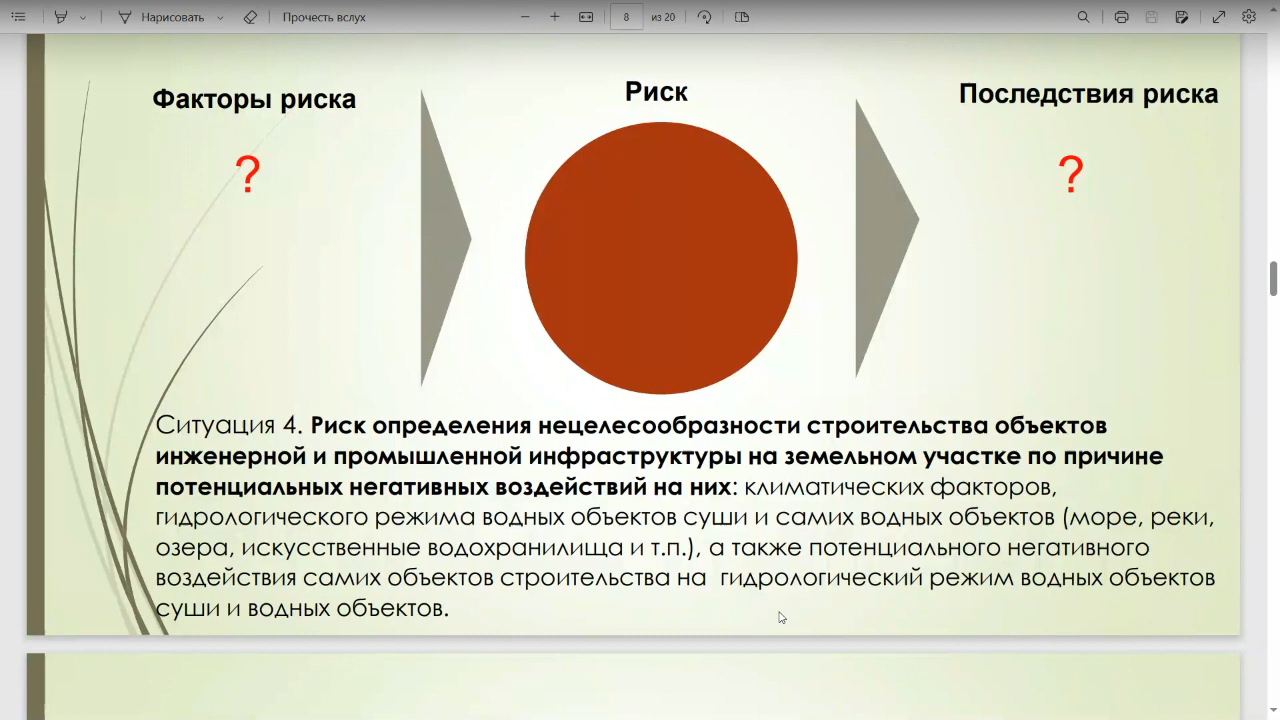 Нарисовать
Прочесть вслух
8
из 20
Факторы риска
Риск
Последствия риска
?
?
Ситуация 4. Риск определения нецелесообразности строительства объектов
инженерной и промышленной инфраструктуры на земельном участке по причине
потенциальных негативных воздействий на них: климатических факторов,
гидрологического режима водных объектов суши и самих водных объектов (море, реки,
озера, искусственные водохранилища и т.п.), а также потенциального негативного
воздействия самих объектов строительства на гидрологический режим водных объектов
суши и водных объектов.